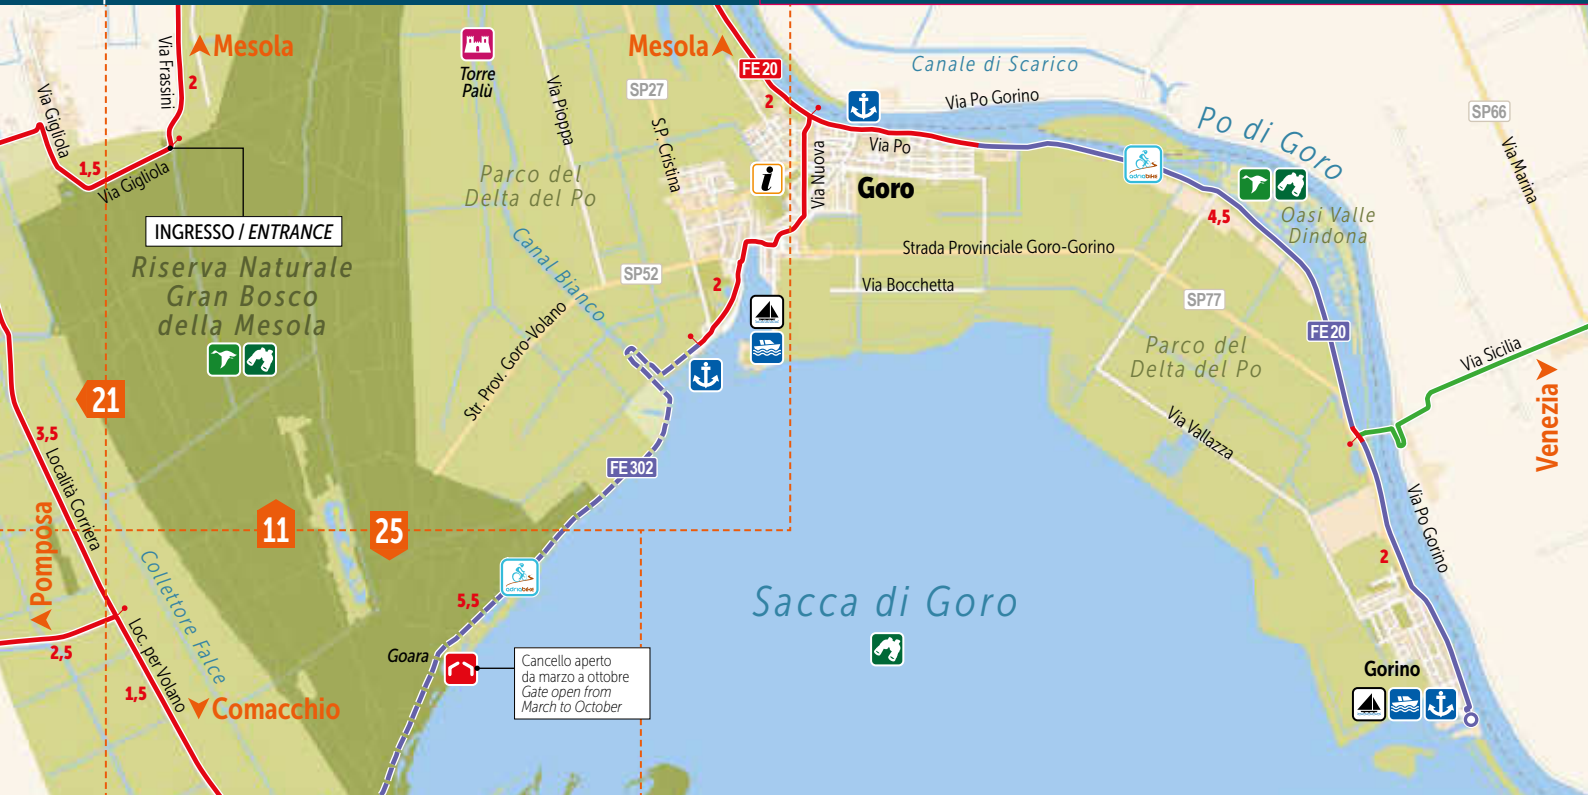 Mesola
Via Frassini
2
Via Gigliola
1,5
Via Gigliola
INGRESSO / ENTRANCE
Riserva Naturale
Gran Bosco
della Mesola
21
3,5
Località Corriera
Pomposa
2,5
Collettore Falce
Loc. per Volano
1,5
Comacchio
11
25
Torre
Palù
Mesola
FE20
2
SP27
Via Pioppa
S.P. Cristina
Parco del
Delta del Po
Canal Bianco
SP52
Str. Prov. Goro-Volano
i
Via Nuova
2
FE302
adriabike
5,5
Goara
Cancello aperto
da marzo a ottobre
Gate open from
March to October
Canale di Scarico
Via Po Gorino
Via Po
Goro
Po di Goro
adriabike
4,5
Oasi Valle
Dindona
Strada Provinciale Goro-Gorino
Via Bocchetta
SP77
Parco del
Delta del Po
FE20
Via Vallazza
SP66
Via Marina
Via Sicilia
Venezia
Via Po Gorino
2
Sacca di Goro
Gorino